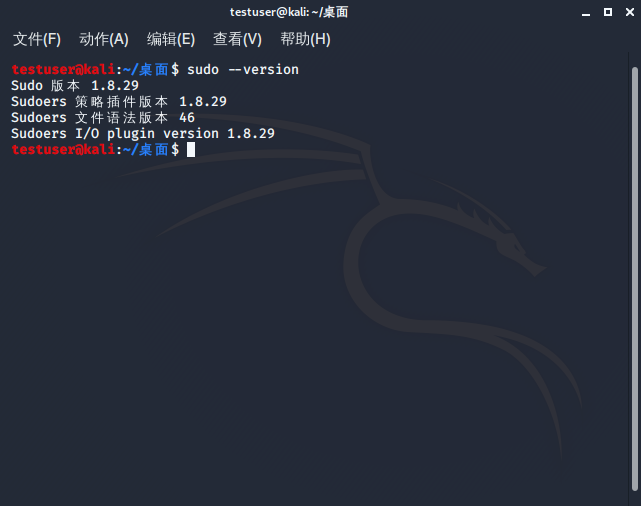 testuser@kali: ~/桌面
文件(F) 动作(A) 编辑(E) 查看(V) 帮助(H)
testuser@kali:~/桌面$ sudo --version
Sudo 版本 1.8.29
Sudoers 策略插件版本 1.8.29
Sudoers 文件语法版本 46
Sudoers I/O plugin version 1.8.29
testuser@kali:~/桌面$